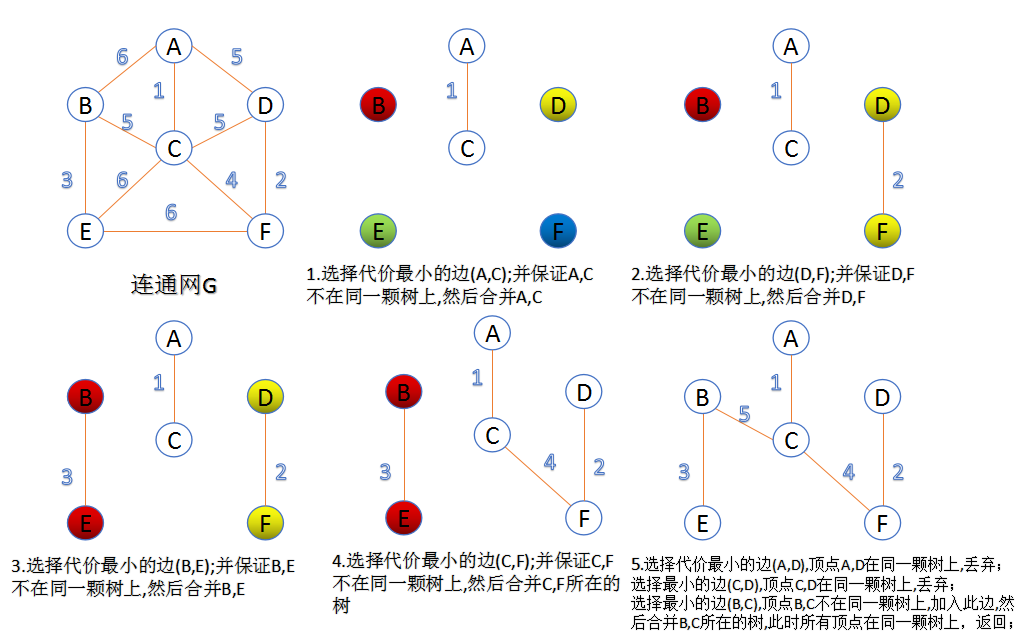 A
6
5
1
B
D
5
5
C
3
6
4
2
6
E
F
连通网G
A
1
B
D
C
E
F
1.选择代价最小的边(A,C);并保证A,C
不在同一颗树上,然后合并A,C
A
1
B
D
C
2
E
F
2.选择代价最小的边(D,F);并保证D,F
不在同一颗树上,然后合并D,F
A
1
B
D
C
3
2
E
F
3.选择代价最小的边(B,E);并保证B,E
不在同一颗树上,然后合并B,E
A
1
B
D
C
3
4
2
E
F
4.选择代价最小的边(C,F);并保证C,F
不在同一颗树上,然后合并C,F所在的
树
A
1
B
D
5
C
3
4
2
E
F
5.选择代价最小的边(A,D),顶点A,D在同一颗树上,丢弃;
选择最小的边(C,D),顶点C,D在同一颗树上,丢弃;
选择最小的边(B,C),顶点B,C不在同一颗树上,加入此边,然
后合并B,C所在的树,此时所有顶点在同一颗树上，返回；